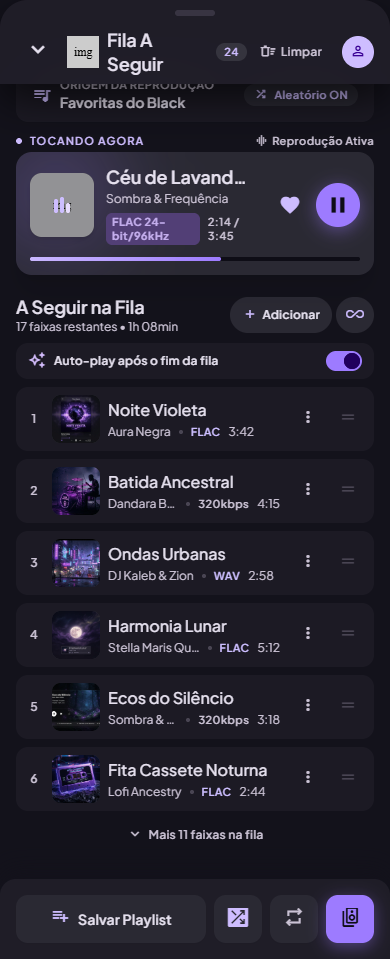 img
Fila A
Seguir
24
Limpar
ORIGEM DA REPRODUÇÃO
Favoritas do Black
Aleatório ON
TOCANDO AGORA
Reprodução Ativa
Céu de Lavand...
Sombra & Frequência
FLAC 24-
bit/96kHz
2:14 /
3:45
A Seguir na Fila
17 faixas restantes • 1h 08min
+ Adicionar
Auto-play após o fim da fila
1
Noite Violeta
Aura Negra • FLAC 3:42
2
Batida Ancestral
Dandara B... • 320kbps 4:15
3
Ondas Urbanas
DJ Kaleb & Zion • WAV 2:58
4
Harmonia Lunar
Stella Maris Qu... • FLAC 5:12
5
Ecos do Silêncio
Sombra & ... • 320kbps 3:18
6
Fita Cassete Noturna
Lofi Ancestry • FLAC 2:44
Mais 11 faixas na fila
Salvar Playlist